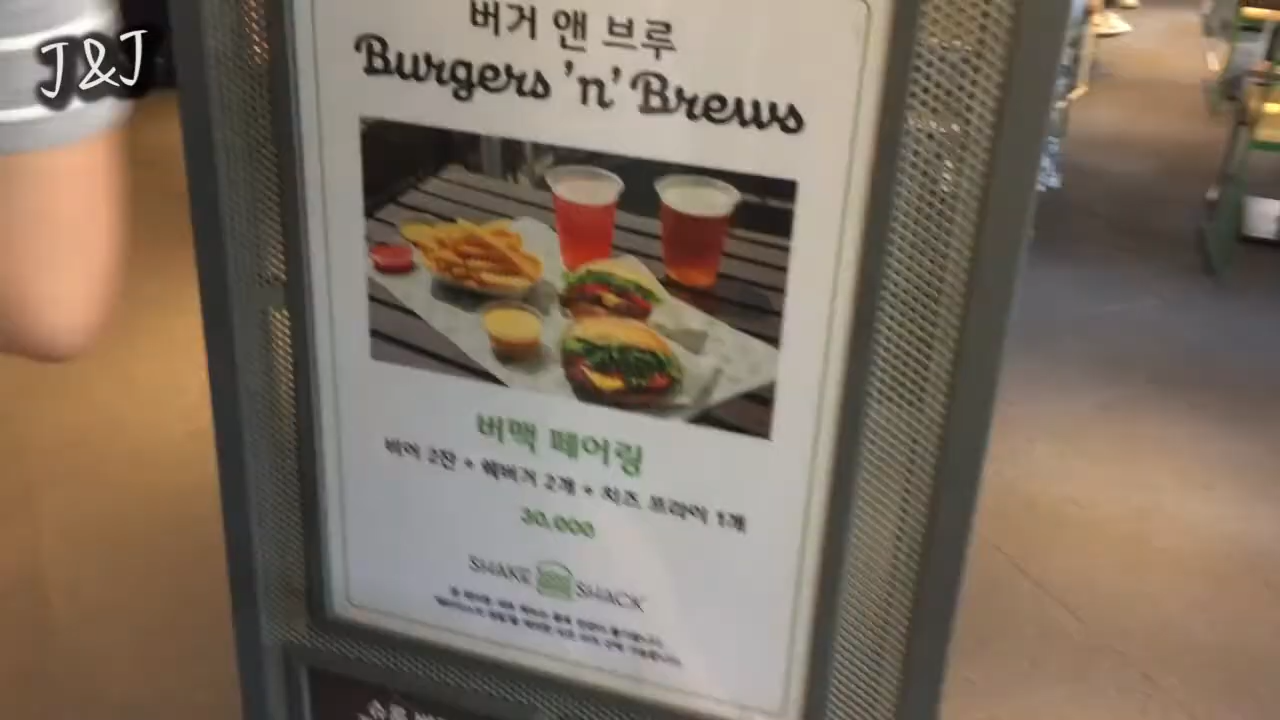 J&J
버거 앤 브루
Burgers 'n' Brews
버맥 페어링
비어 2잔 + 쉑버거 2개 + 치즈 프라이 1개
30,000
SHAKE SHACK